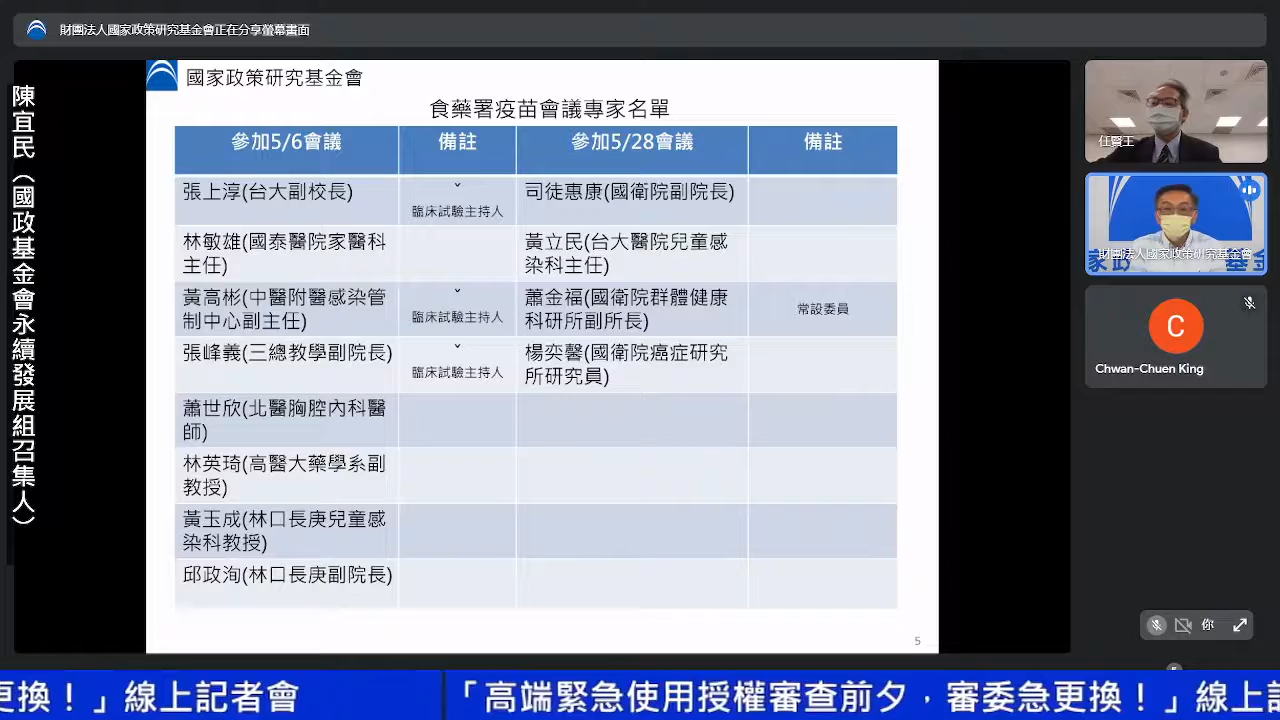 財團法人國家政策研究基金會正在分享螢幕畫面
陳宜民（國政基金會永續發展組召集人）
國家政策研究基金會
食藥署疫苗會議專家名單
參加5/6會議 備註 參加5/28會議 備註
張上淳(台大副校長) ˇ 司徒惠康(國衛院副院長)
臨床試驗主持人
林敏雄(國泰醫院家醫科 黃立民(台大醫院兒童感
主任) 染科主任)
黃高彬(中醫附醫感染管 ˇ 蕭金福(國衛院群體健康 常設委員
制中心副主任) 臨床試驗主持人 科研所副所長)
張峰義(三總教學副院長) ˇ 楊奕馨(國衛院癌症研究
臨床試驗主持人 所研究員)
蕭世欣(北醫胸腔內科醫
師)
林英琦(高醫大藥學系副
教授)
黃玉成(林口長庚兒童感
染科教授)
邱政洵(林口長庚副院長)
5
任賢王
財團法人國家政策研究基金會
C
Chwan-Chuen King
你
更換！」線上記者會
「高端緊急使用授權審查前夕，審委急更換！」線上記